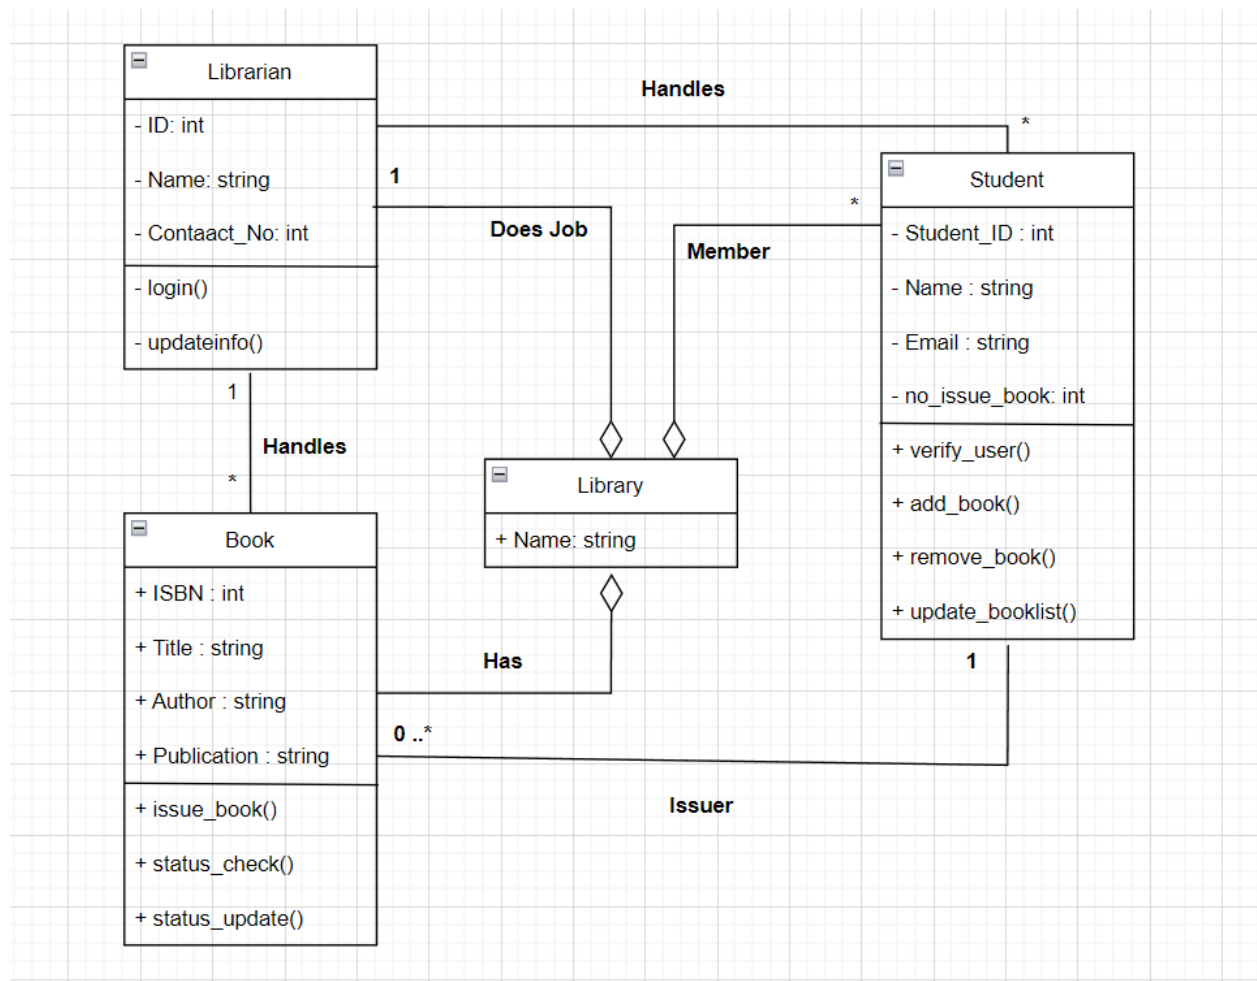 Librarian
- ID: int
- Name: string
- Contaact_No: int
- login()
- updateinfo()
Handles
*
1
Does Job
*
Member
Student
- Student_ID : int
- Name : string
- Email : string
- no_issue_book: int
+ verify_user()
+ add_book()
+ remove_book()
+ update_booklist()
1
Handles
*
Library
+ Name: string
Book
+ ISBN : int
+ Title : string
+ Author : string
+ Publication : string
+ issue_book()
+ status_check()
+ status_update()
Has
1
0 ..*
Issuer